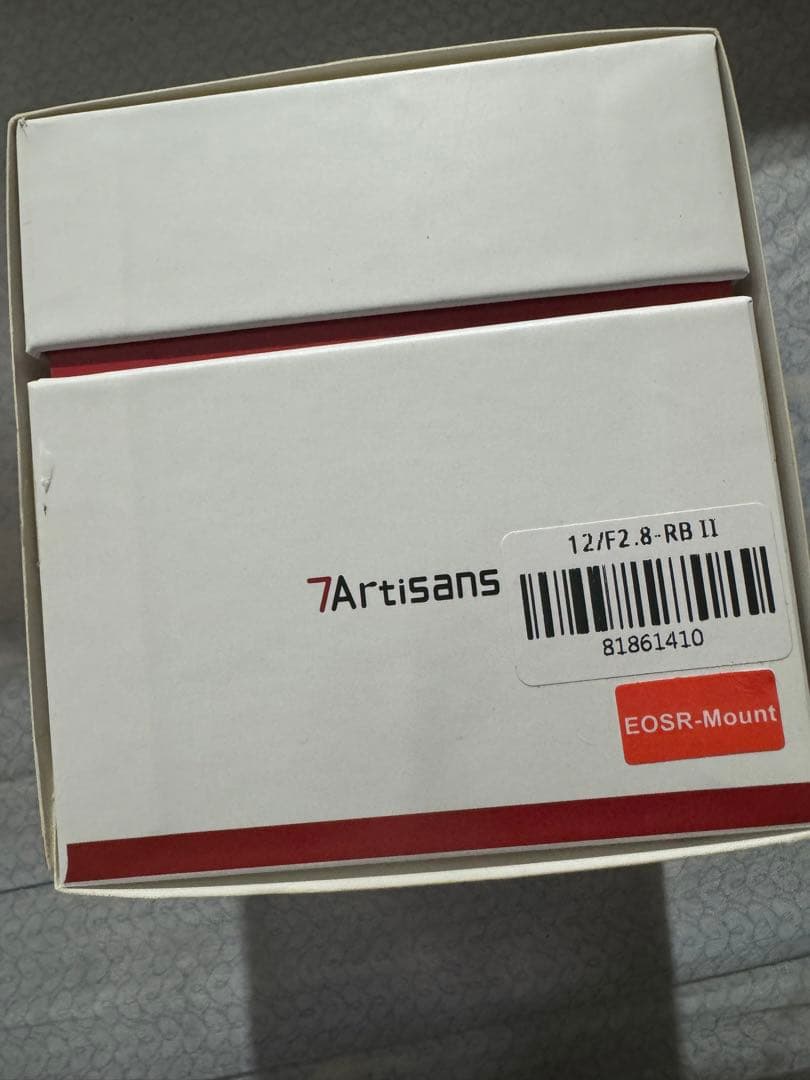 12/F2.8-RB II
7Artisans
81861410
EOSR-Mount